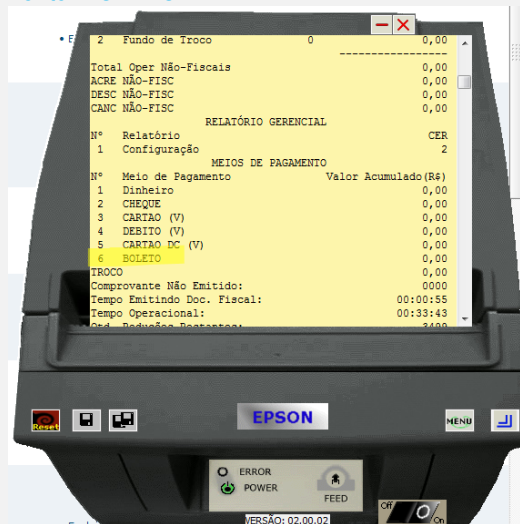 2 Fundo de Troco 0 0,00
Total Oper Não-Fiscais 0,00
ACRE NÃO-FISC 0,00
DESC NÃO-FISC 0,00
CANC NÃO-FISC 0,00
RELATÓRIO GERENCIAL
Nº Relatório CER
1 Configuração 2
MEIOS DE PAGAMENTO
Nº Meio de Pagamento Valor Acumulado(R$)
1 Dinheiro 0,00
2 CHEQUE 0,00
3 CARTAO (V) 0,00
4 DEBITO (V) 0,00
5 CARTAO DC (V) 0,00
6 BOLETO 0,00
TROCO 0,00
Comprovante Não Emitido: 0000
Tempo Emitindo Doc. Fiscal: 00:00:55
Tempo Operacional: 00:33:43
Qtd. Reduções Restantes: 3499
Reset
EPSON
MENU
ERROR
POWER
FEED
Off
On
VERSÃO: 02.00.02